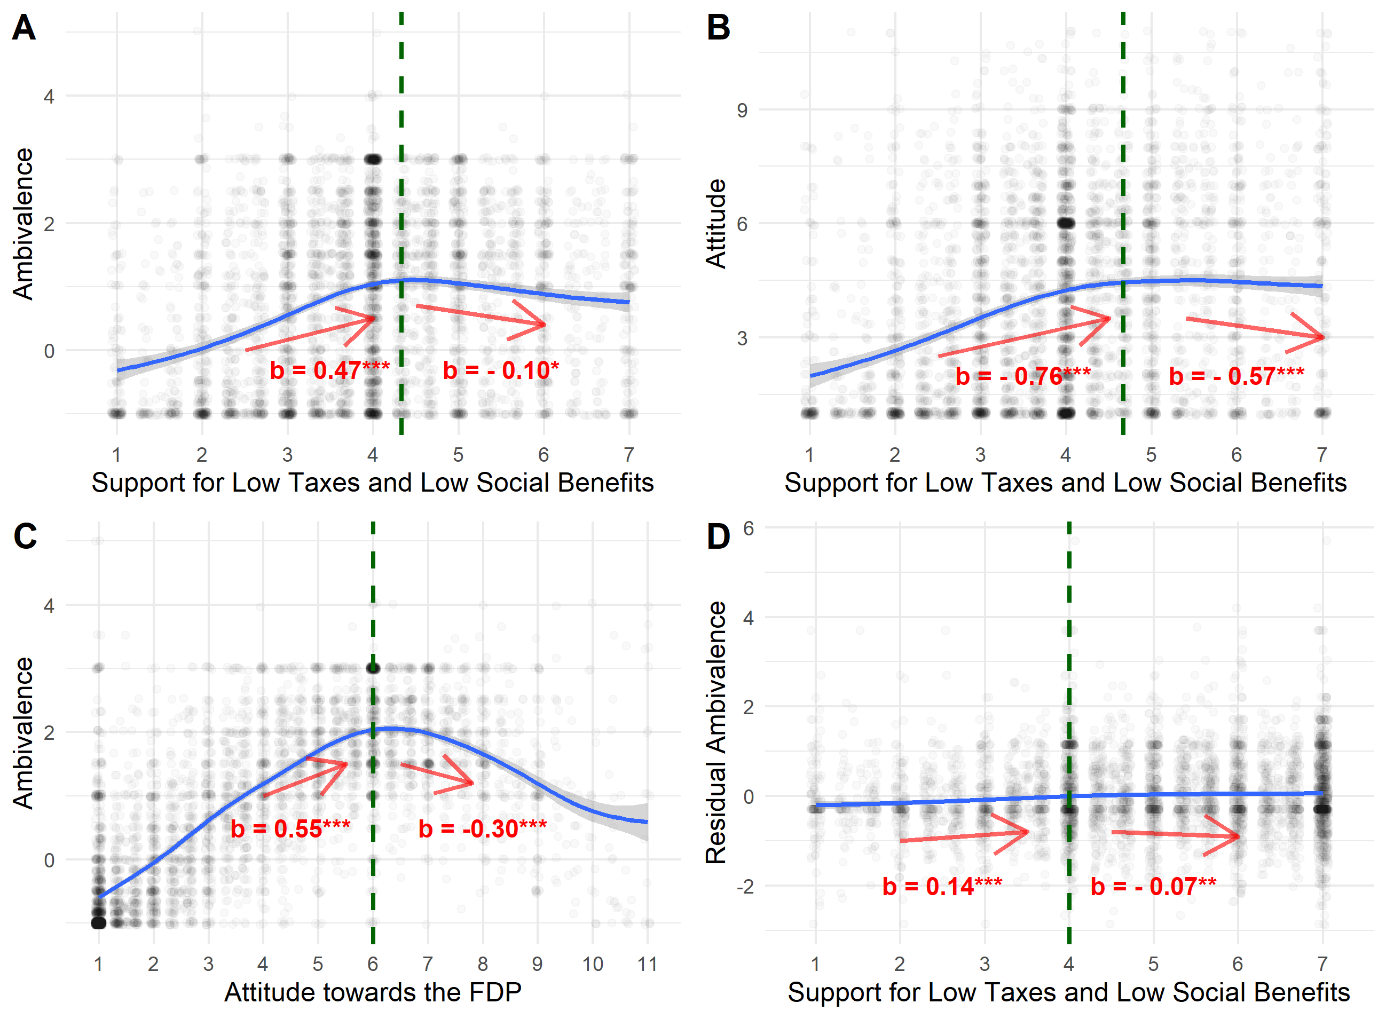 A
Ambivalence
4
2
0
b = 0.47***
b = - 0.10*
1 2 3 4 5 6 7
Support for Low Taxes and Low Social Benefits
B
Attitude
9
6
3
b = - 0.76***
b = - 0.57***
1 2 3 4 5 6 7
Support for Low Taxes and Low Social Benefits
C
Ambivalence
4
2
0
b = 0.55***
b = -0.30***
1 2 3 4 5 6 7 8 9 10 11
Attitude towards the FDP
D
Residual Ambivalence
6
4
2
0
-2
b = 0.14***
b = - 0.07**
1 2 3 4 5 6 7
Support for Low Taxes and Low Social Benefits